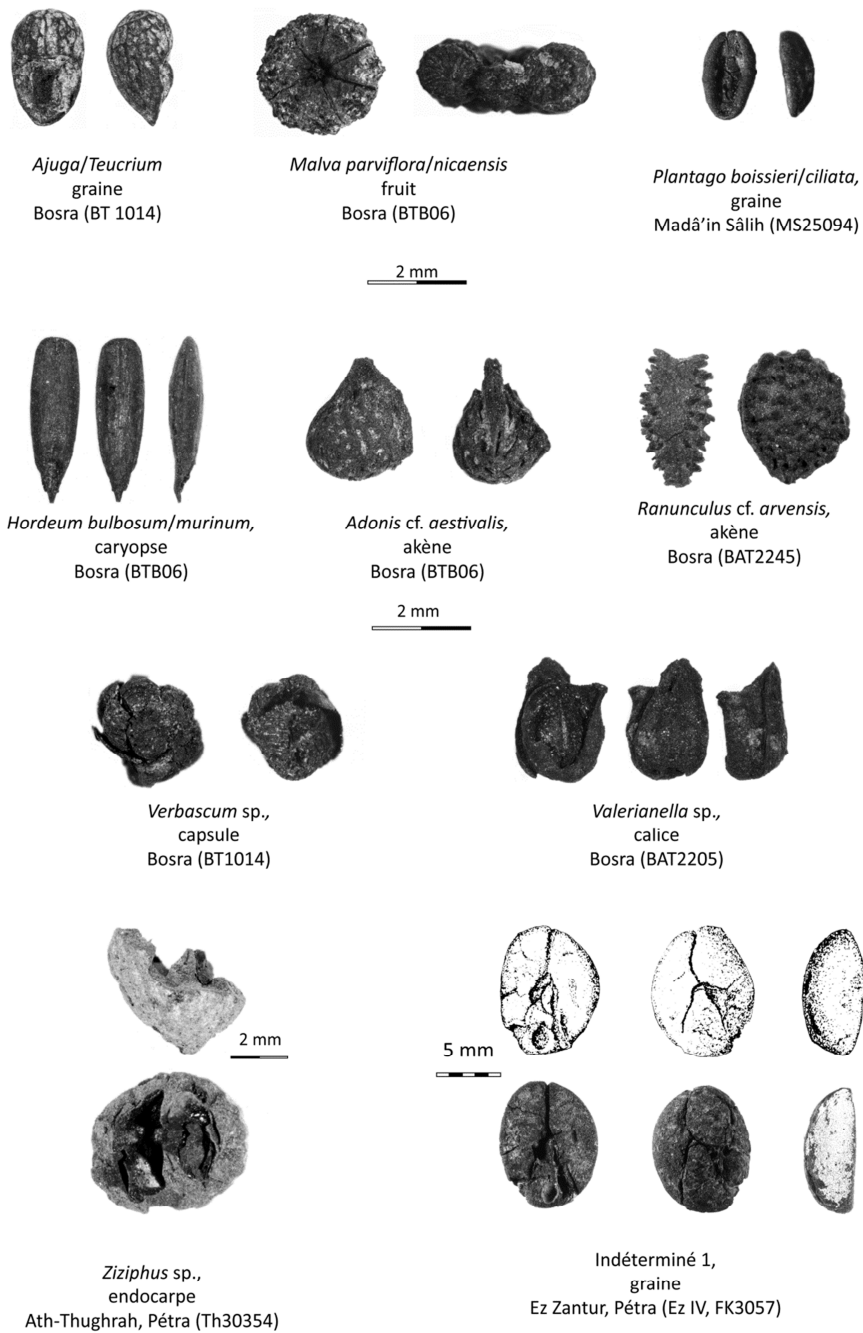 Ajuga/Teucrium
graine
Bosra (BT 1014)
Malva parviflora/nicaensis
fruit
Bosra (BTB06)
Plantago boissieri/ciliata,
graine
Madâ’in Sâlih (MS25094)
2 mm
Hordeum bulbosum/murinum,
caryopse
Bosra (BTB06)
Adonis cf. aestivalis,
akène
Bosra (BTB06)
Ranunculus cf. arvensis,
akène
Bosra (BAT2245)
2 mm
Verbascum sp.,
capsule
Bosra (BT1014)
Valerianella sp.,
calice
Bosra (BAT2205)
2 mm
5 mm
Ziziphus sp.,
endocarpe
Ath-Thughrah, Pétra (Th30354)
Indéterminé 1,
graine
Ez Zantur, Pétra (Ez IV, FK3057)